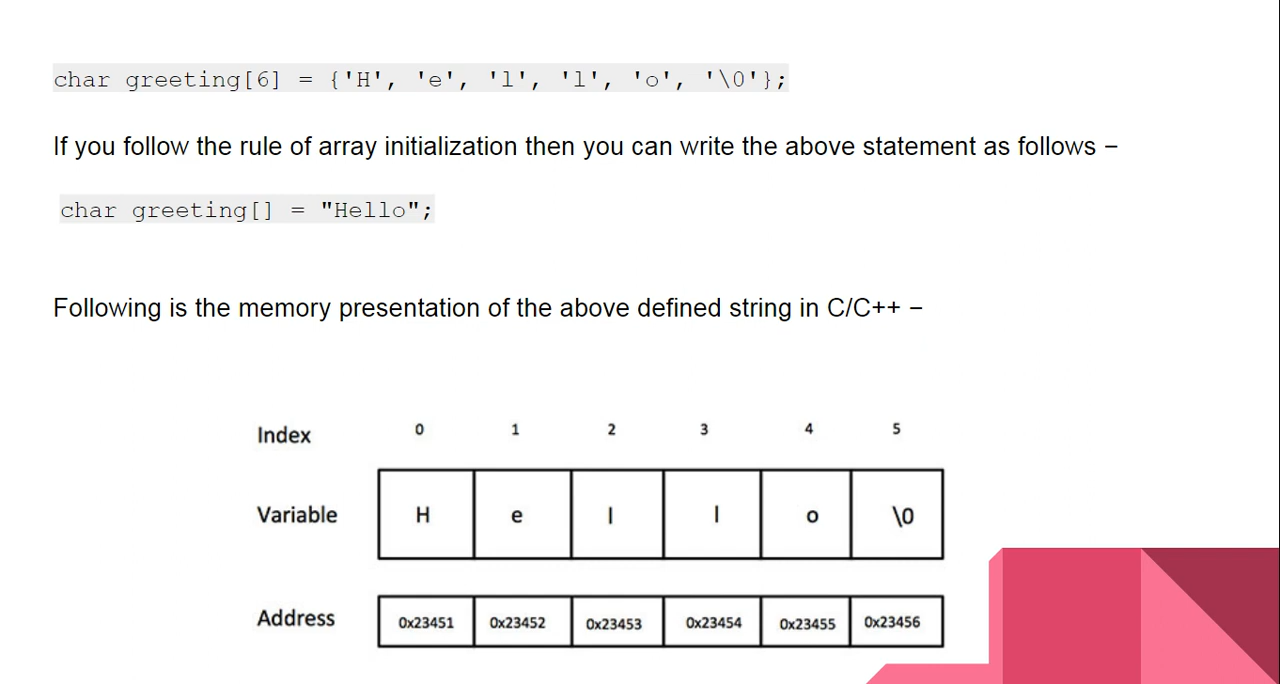 char greeting[6] = {'H', 'e', 'l', 'l', 'o', '\0'};
If you follow the rule of array initialization then you can write the above statement as follows −
char greeting[] = "Hello";
Following is the memory presentation of the above defined string in C/C++ −
Index 0 1 2 3 4 5
Variable H e l l o \0
Address 0x23451 0x23452 0x23453 0x23454 0x23455 0x23456